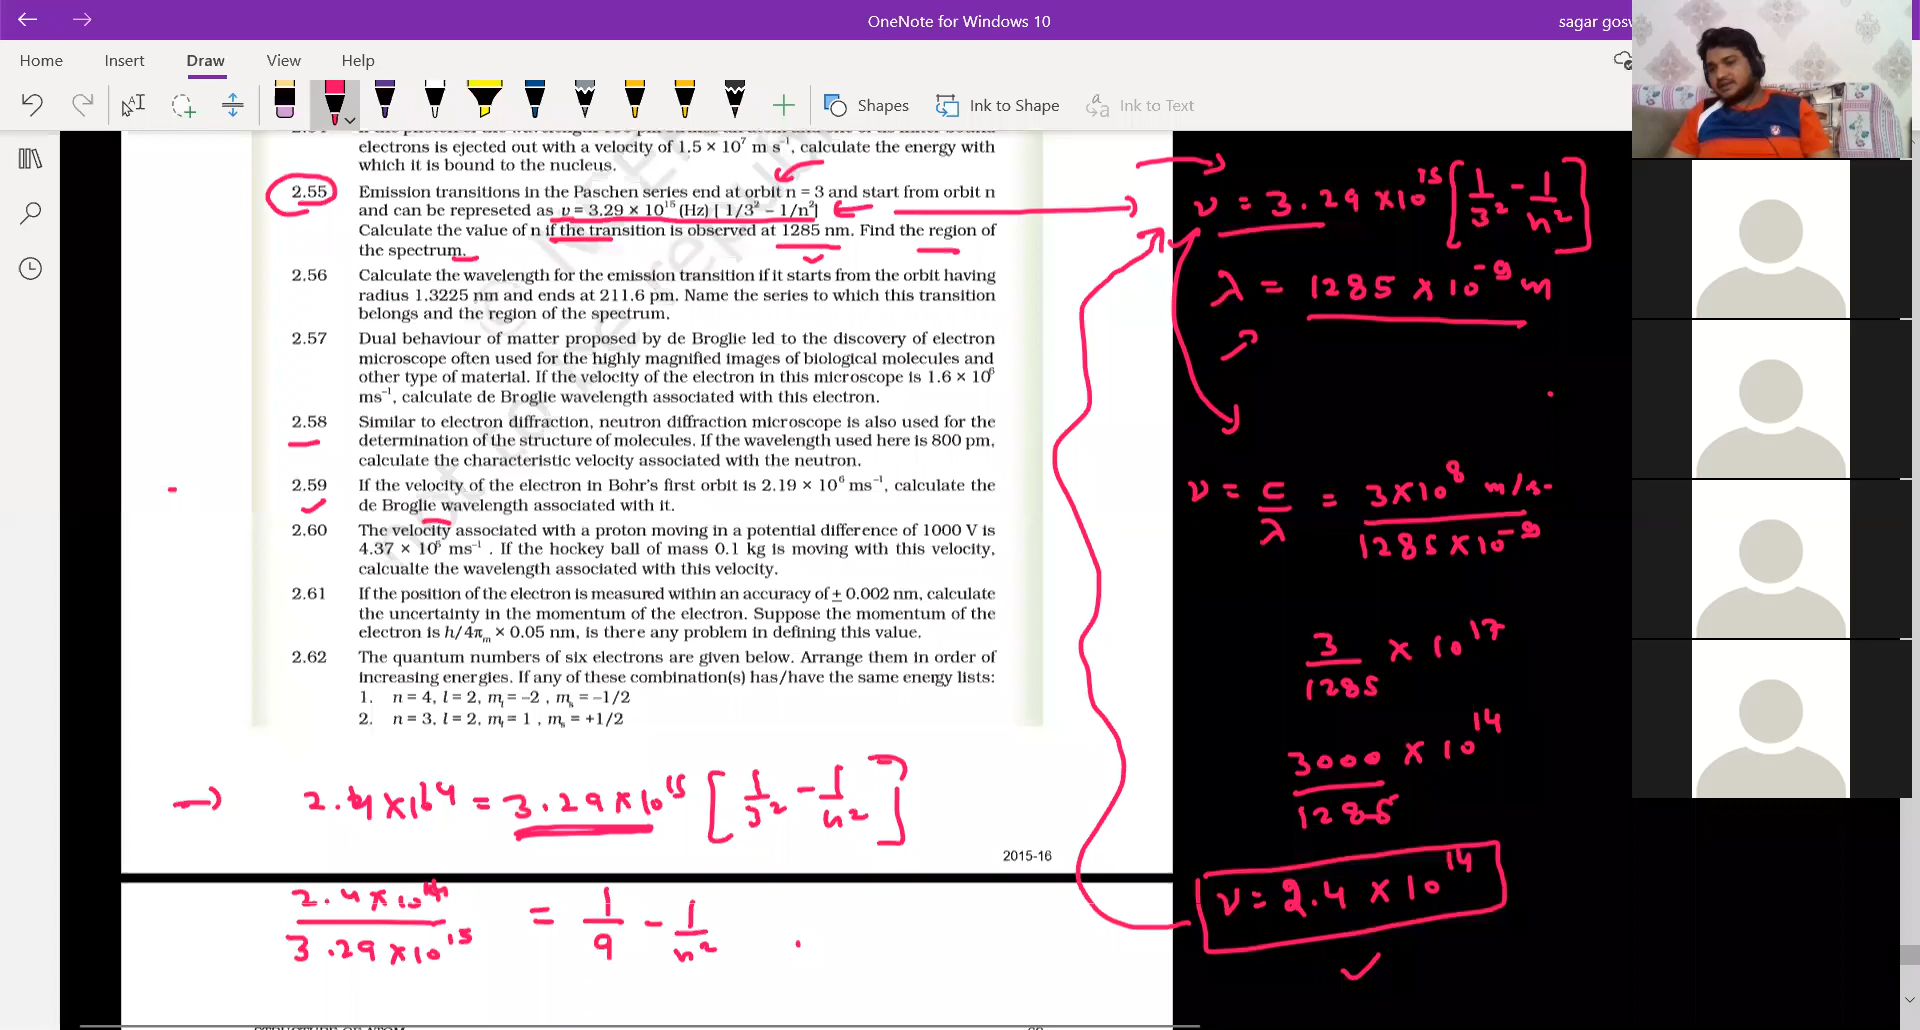 OneNote for Windows 10
sagar gosw
Home Insert Draw View Help
Shapes Ink to Shape Ink to Text
electrons is ejected out with a velocity of 1.5 × 10⁷ m s⁻¹, calculate the energy with
which it is bound to the nucleus.
2.55 Emission transitions in the Paschen series end at orbit n = 3 and start from orbit n
and can be represeted as v = 3.29 × 10¹⁵ (Hz) [ 1/3² – 1/n²]
Calculate the value of n if the transition is observed at 1285 nm. Find the region of
the spectrum.
2.56 Calculate the wavelength for the emission transition if it starts from the orbit having
radius 1.3225 nm and ends at 211.6 pm. Name the series to which this transition
belongs and the region of the spectrum.
2.57 Dual behaviour of matter proposed by de Broglie led to the discovery of electron
microscope often used for the highly magnified images of biological molecules and
other type of material. If the velocity of the electron in this microscope is 1.6 × 10⁶
ms⁻¹, calculate de Broglie wavelength associated with this electron.
2.58 Similar to electron diffraction, neutron diffraction microscope is also used for the
determination of the structure of molecules. If the wavelength used here is 800 pm,
calculate the characteristic velocity associated with the neutron.
2.59 If the velocity of the electron in Bohr's first orbit is 2.19 × 10⁶ ms⁻¹, calculate the
de Broglie wavelength associated with it.
2.60 The velocity associated with a proton moving in a potential difference of 1000 V is
4.37 × 10⁵ ms⁻¹ . If the hockey ball of mass 0.1 kg is moving with this velocity,
calcualte the wavelength associated with this velocity.
2.61 If the position of the electron is measured within an accuracy of ± 0.002 nm, calculate
the uncertainty in the momentum of the electron. Suppose the momentum of the
electron is h/4πₘ × 0.05 nm, is there any problem in defining this value.
2.62 The quantum numbers of six electrons are given below. Arrange them in order of
increasing energies. If any of these combination(s) has/have the same energy lists:
1. n = 4, l = 2, mₗ = –2 , mₛ = –1/2
2. n = 3, l = 2, mₗ = 1 , mₛ = +1/2
2015-16
2.4 × 10¹⁴ = 3.29 × 10¹⁵ [1/3² - 1/n²]
2.4 × 10¹⁴ / 3.29 × 10¹⁵ = 1/9 - 1/n²
ν = 3.29 × 10¹⁵ [1/3² - 1/n²]
λ = 1285 × 10⁻⁹ m
ν = c/λ = 3×10⁸ m/s / 1285 × 10⁻⁹
3/1285 × 10¹⁷
3000/1285 × 10¹⁴
ν = 2.4 × 10¹⁴